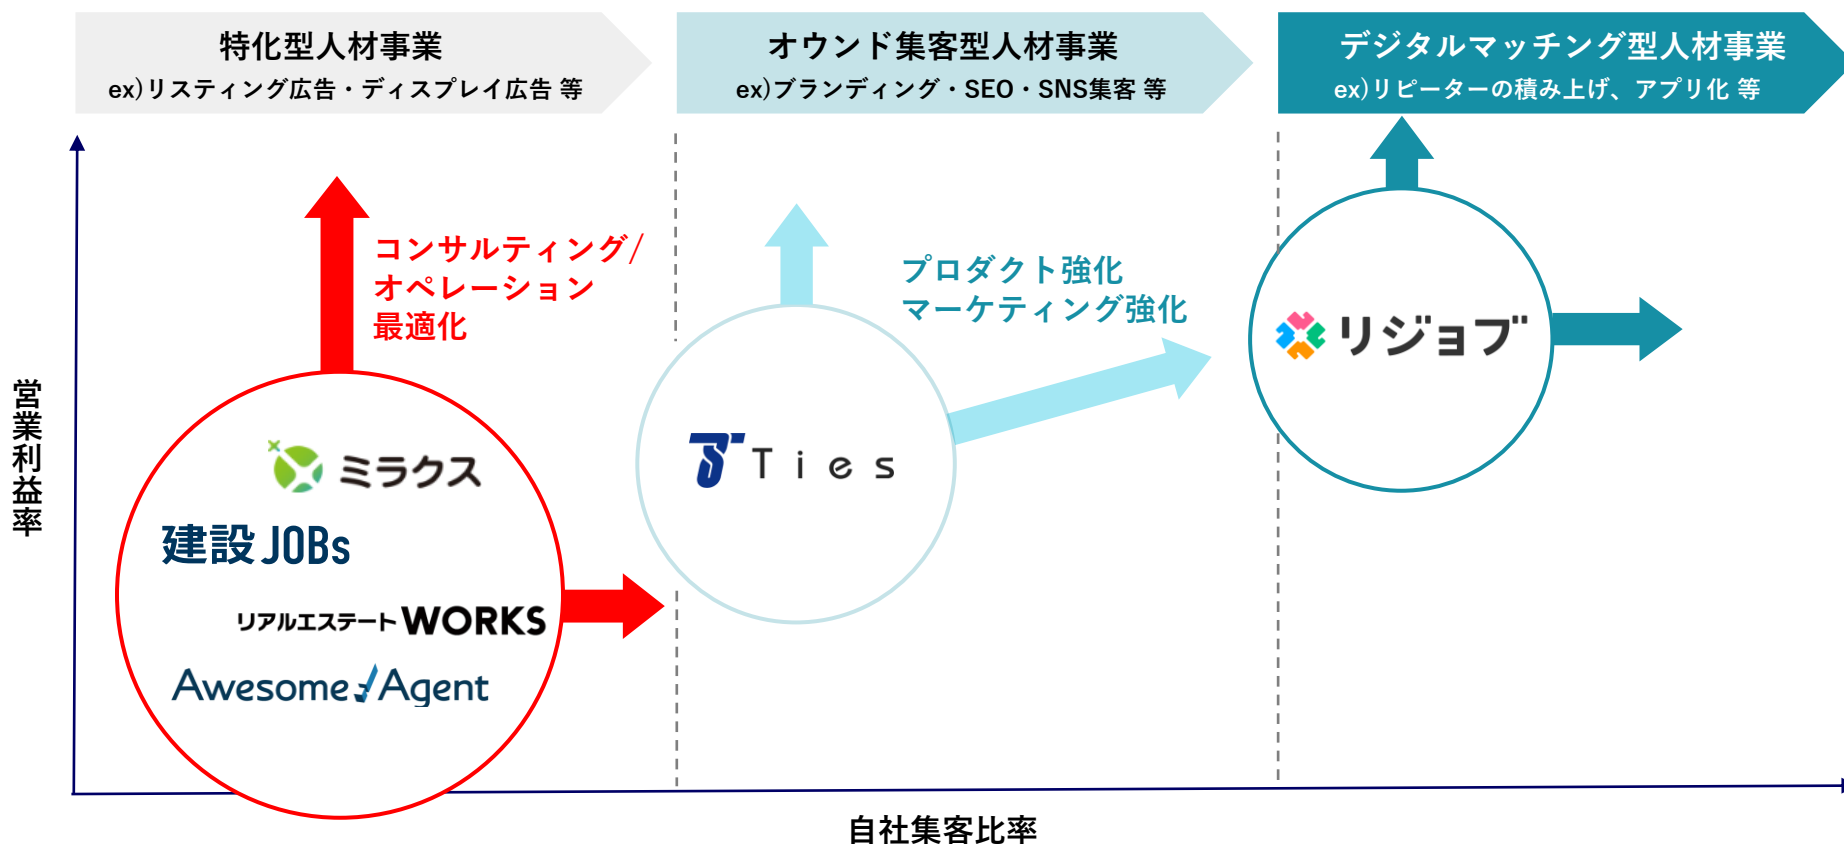 特化型人材事業
ex)リスティング広告・ディスプレイ広告 等
オウンド集客型人材事業
ex)ブランディング・SEO・SNS集客 等
デジタルマッチング型人材事業
ex)リピーターの積み上げ、アプリ化 等
コンサルティング/
オペレーション
最適化
プロダクト強化
マーケティング強化
リジョブ
営業利益率
ミラクス
建設JOBs
リアルエステートWORKS
Awesome Agent
Ties
自社集客比率